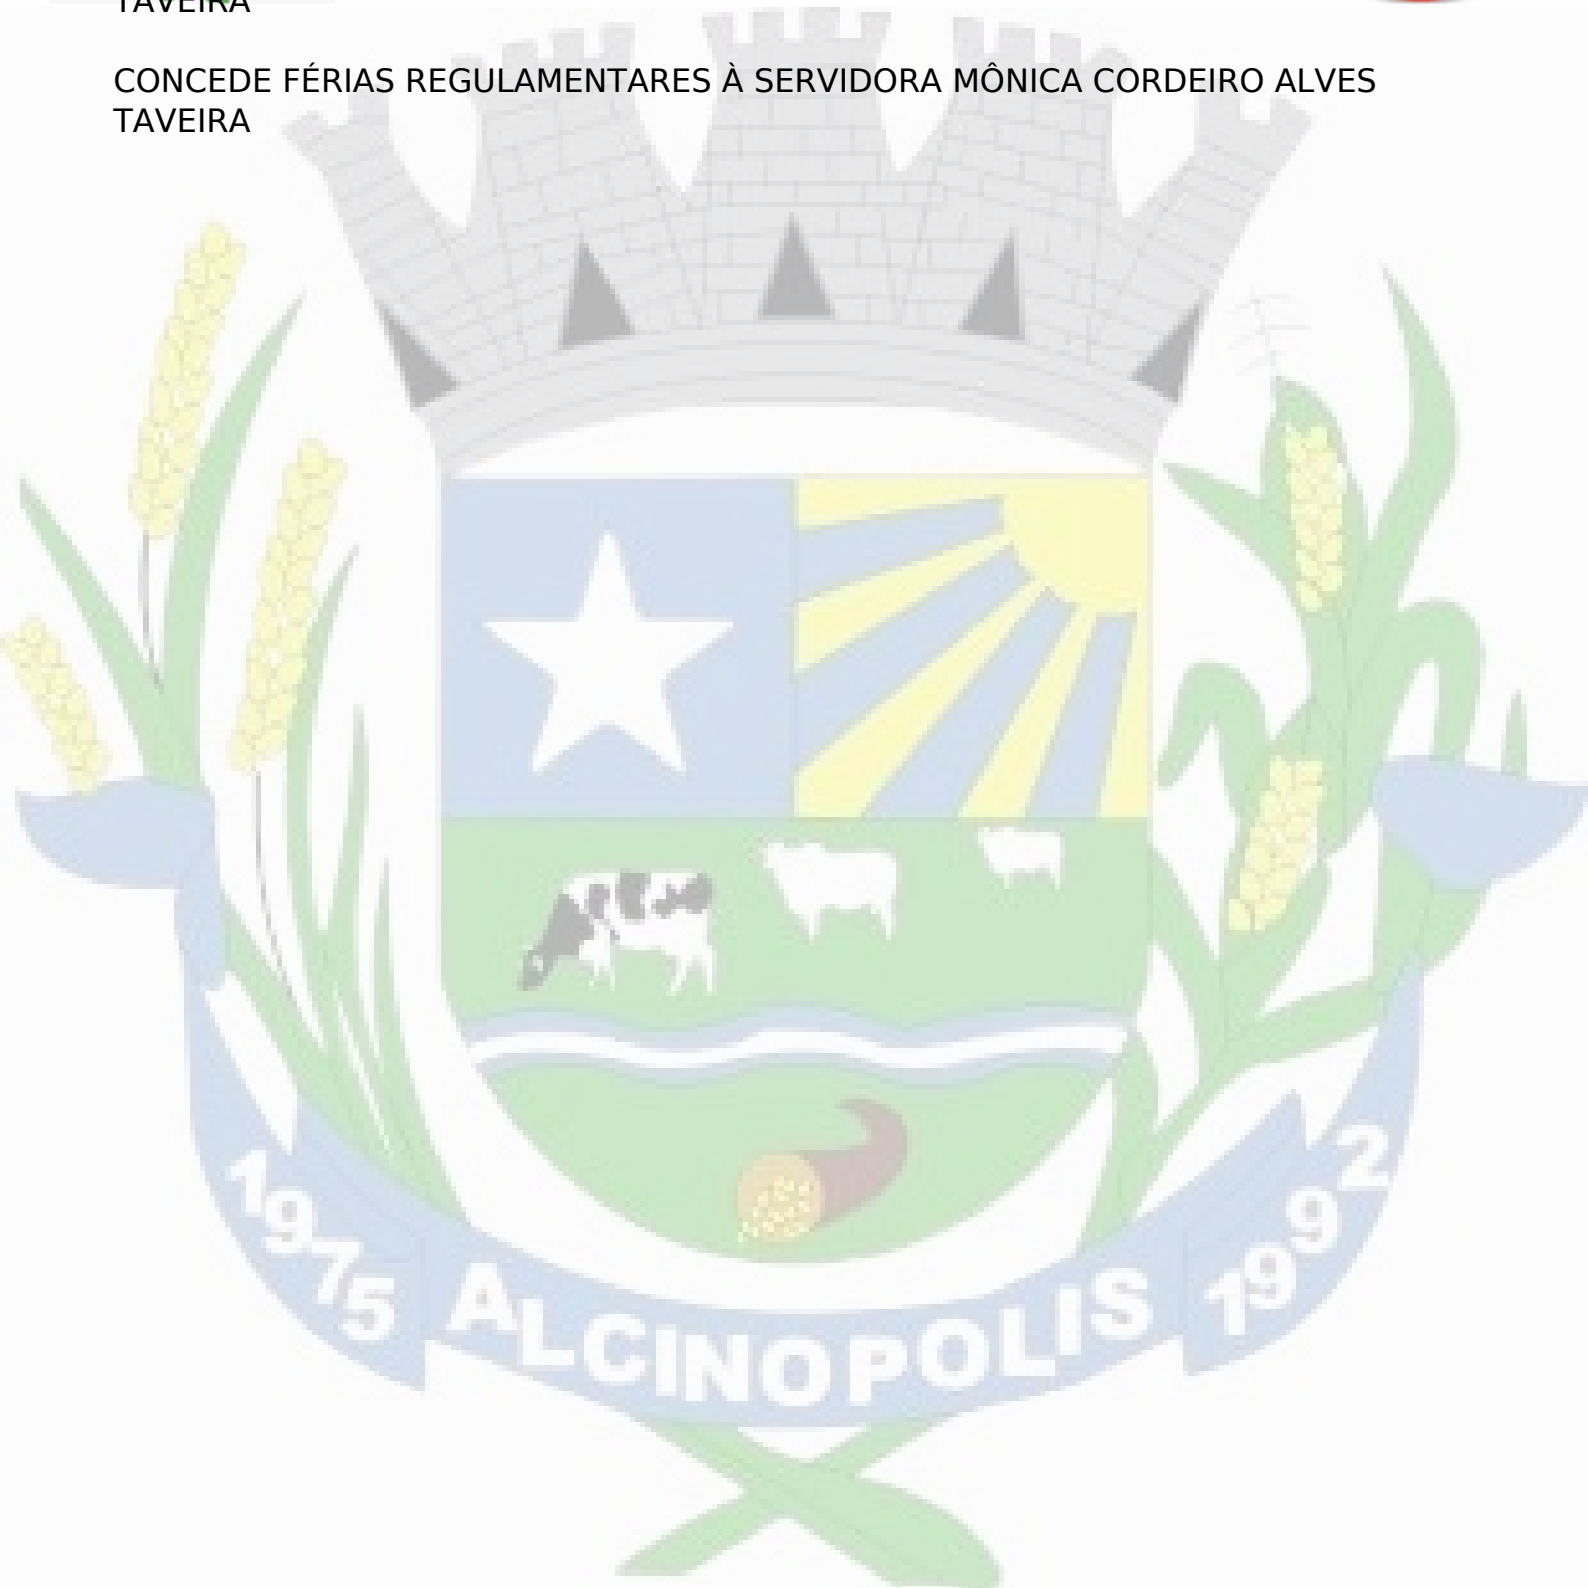 TAVEIRA
CONCEDE FÉRIAS REGULAMENTARES À SERVIDORA MÔNICA CORDEIRO ALVES
TAVEIRA
1975 ALCINOPOLIS 1992